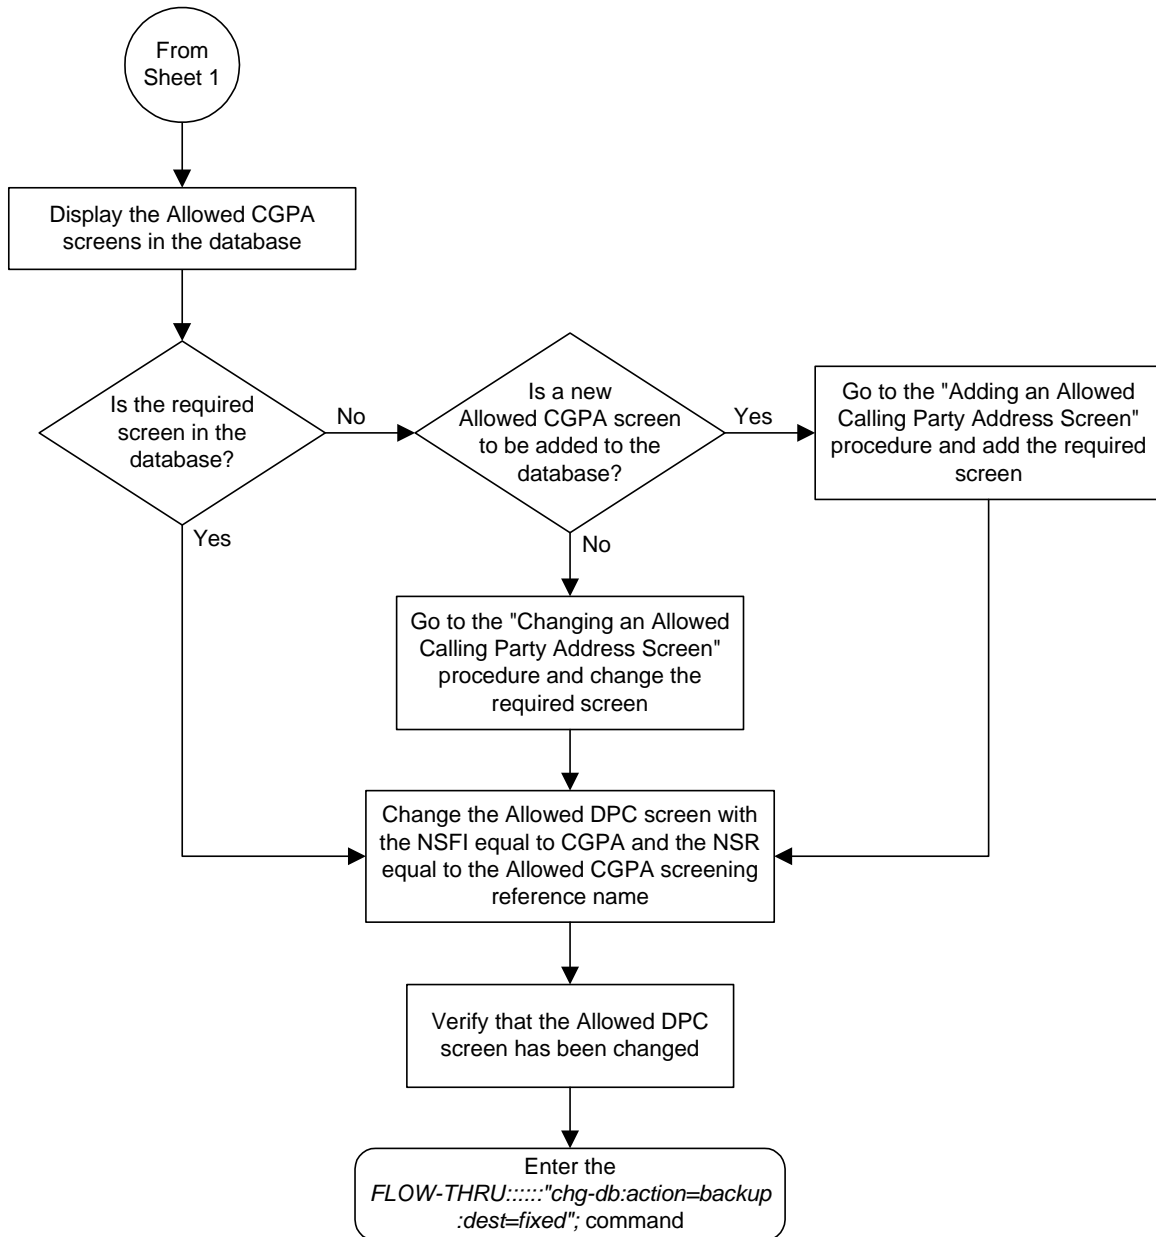 From
Sheet 1
Display the Allowed CGPA
screens in the database
Is the required
screen in the
database?
No
Yes
Is a new
Allowed CGPA screen
to be added to the
database?
Yes
No
Go to the "Adding an Allowed
Calling Party Address Screen"
procedure and add the required
screen
Go to the "Changing an Allowed
Calling Party Address Screen"
procedure and change the
required screen
Change the Allowed DPC screen with
the NSFI equal to CGPA and the NSR
equal to the Allowed CGPA screening
reference name
Verify that the Allowed DPC
screen has been changed
Enter the
FLOW-THRU::::::"chg-db:action=backup
:dest=fixed"; command